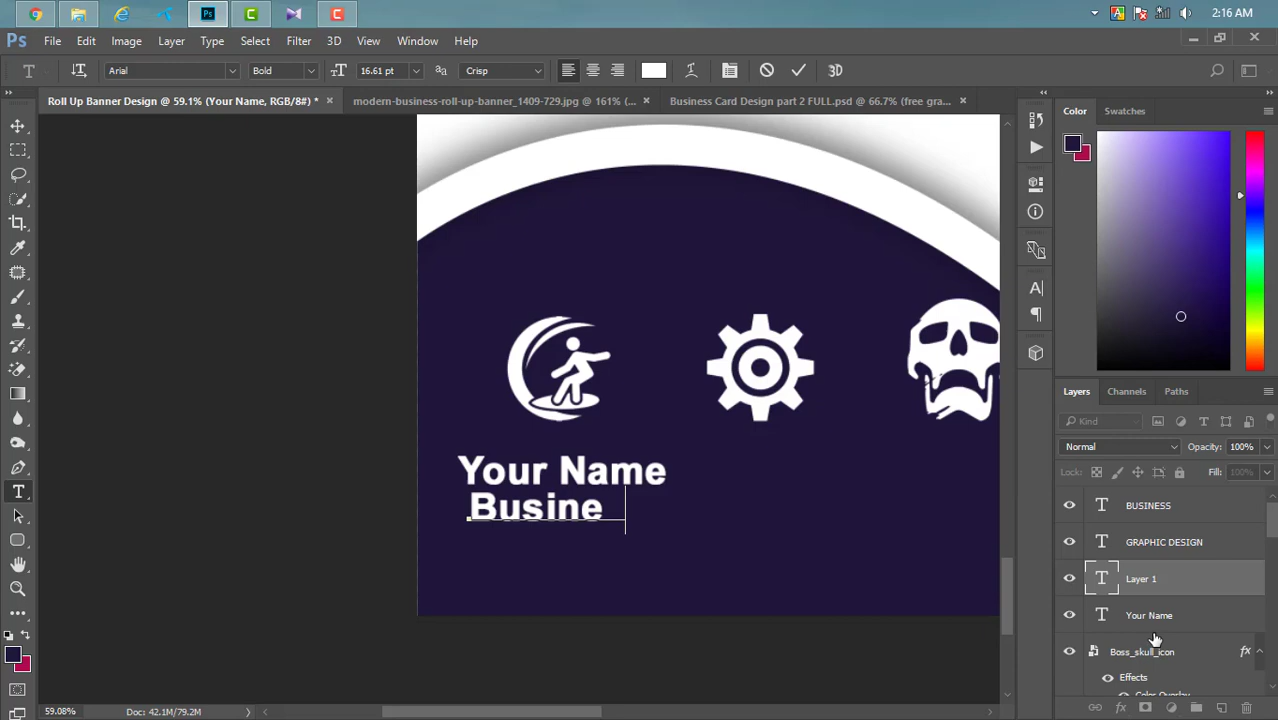 2:16 AM
Ps File Edit Image Layer Type Select Filter 3D View Window Help
Arial Bold 16.61 pt Crisp 3D
Roll Up Banner Design @ 59.1% (Your Name, RGB/8#) * modern-business-roll-up-banner_1409-729.jpg @ 161% (... Business Card Design part 2 FULL.psd @ 66.7% (free gra...
Color Swatches
Your Name
Busine
Layers Channels Paths
Kind
Normal Opacity: 100%
Lock: Fill: 100%
BUSINESS
GRAPHIC DESIGN
Layer 1
Your Name
Boss_skull_icon fx
Effects
Color Overlay
59.08% Doc: 42.1M/79.2M